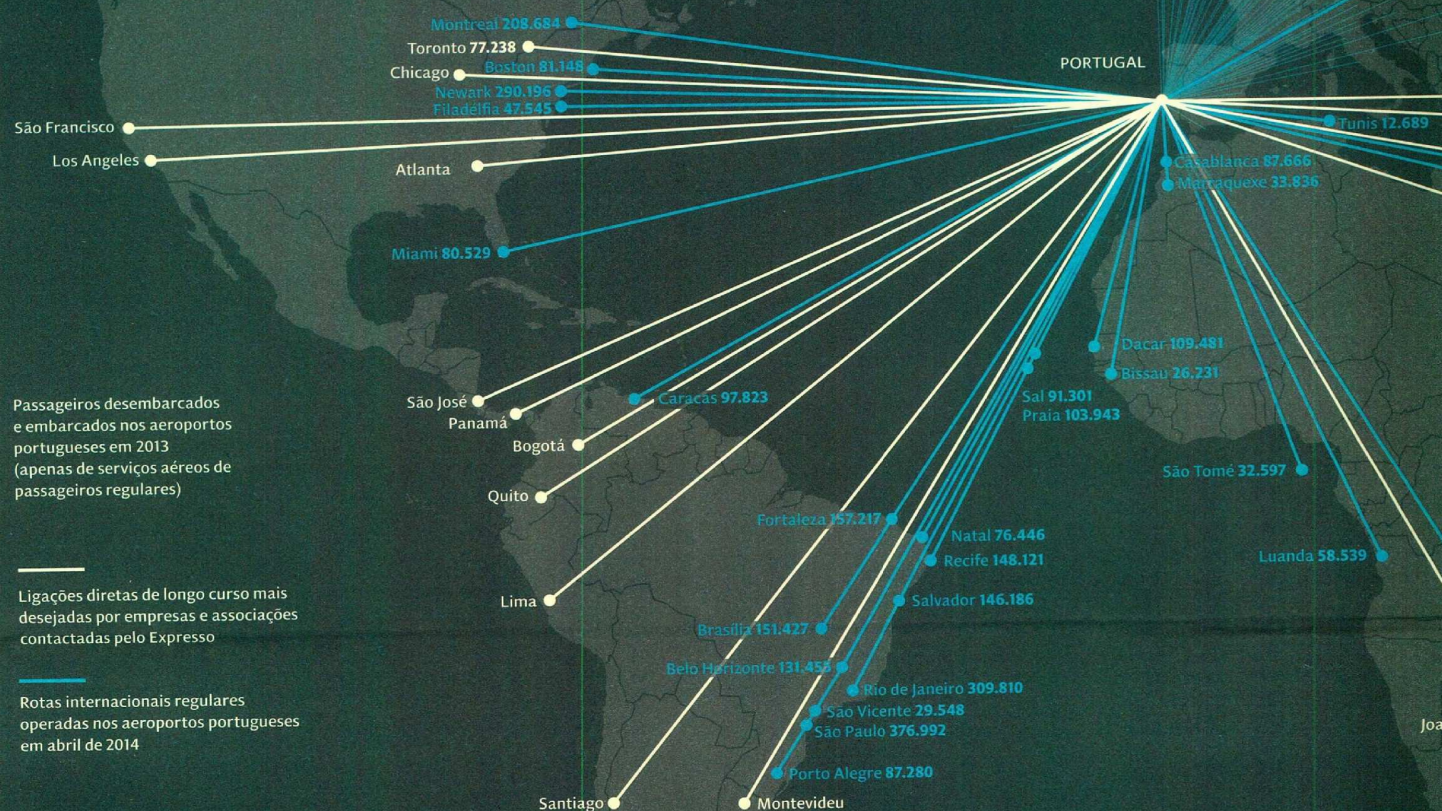 Montreal 208.684
Toronto 77.238
PORTUGAL
Chicago
Boston 81.148
Newark 290.196
Filadélfia 47.545
Tunis 12.689
São Francisco
Los Angeles
Atlanta
Casablanca 87.666
Marraquexe 33.836
Miami 80.529
Dacar 109.481
Bissau 26.231
Passageiros desembarcados
e embarcados nos aeroportos
portugueses em 2013
(apenas de serviços aéreos de
passageiros regulares)
São José
Panamá
Caracas 97.823
Sal 91.301
Praia 103.943
Bogotá
Quito
São Tomé 32.597
Fortaleza 157.217
Natal 76.446
Recife 148.121
Luanda 58.539
Ligações diretas de longo curso mais
desejadas por empresas e associações
contactadas pelo Expresso
Lima
Salvador 146.186
Brasília 151.427
Belo Horizonte 131.455
Rio de Janeiro 309.810
São Vicente 29.548
São Paulo 376.992
Rotas internacionais regulares
operadas nos aeroportos portugueses
em abril de 2014
Joa
Porto Alegre 87.280
Santiago
Montevideu